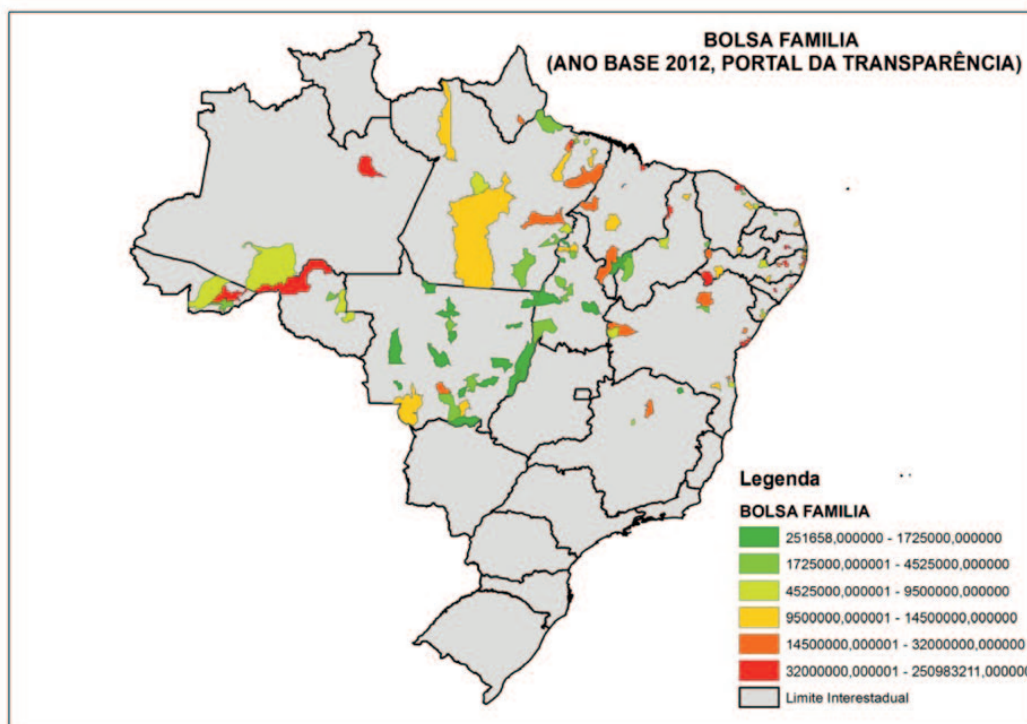 BOLSA FAMILIA
(ANO BASE 2012, PORTAL DA TRANSPARÊNCIA)
Legenda
BOLSA FAMILIA
251658,000000 - 1725000,000000
1725000,000001 - 4525000,000000
4525000,000001 - 9500000,000000
9500000,000001 - 14500000,000000
14500000,000001 - 32000000,000000
32000000,000001 - 250983211,000000
Limite Interestadual